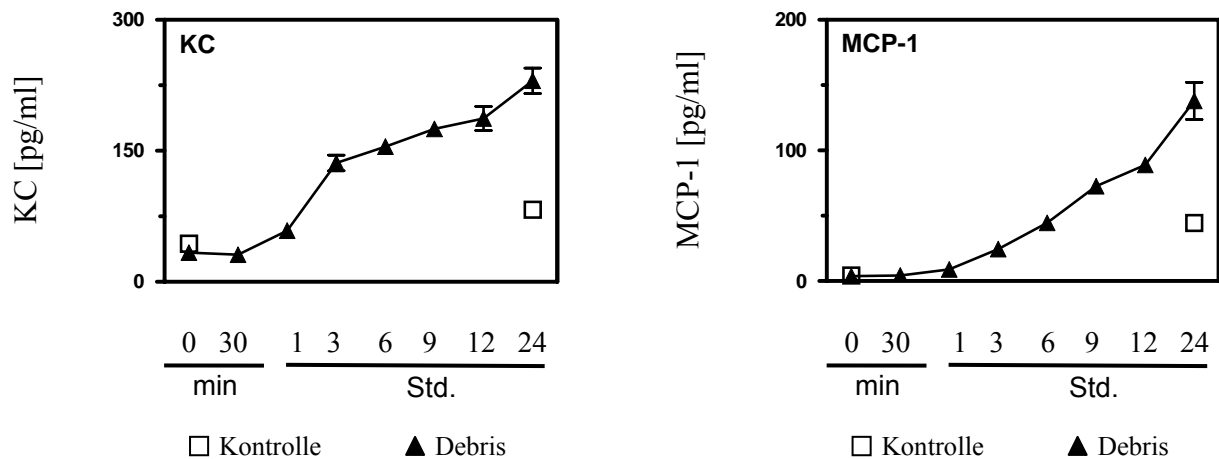 KC [pg/ml]
300
150
0
KC
0 30 1 3 6 9 12 24
min Std.
Kontrolle Debris
MCP-1 [pg/ml]
200
100
0
MCP-1
0 30 1 3 6 9 12 24
min Std.
Kontrolle Debris